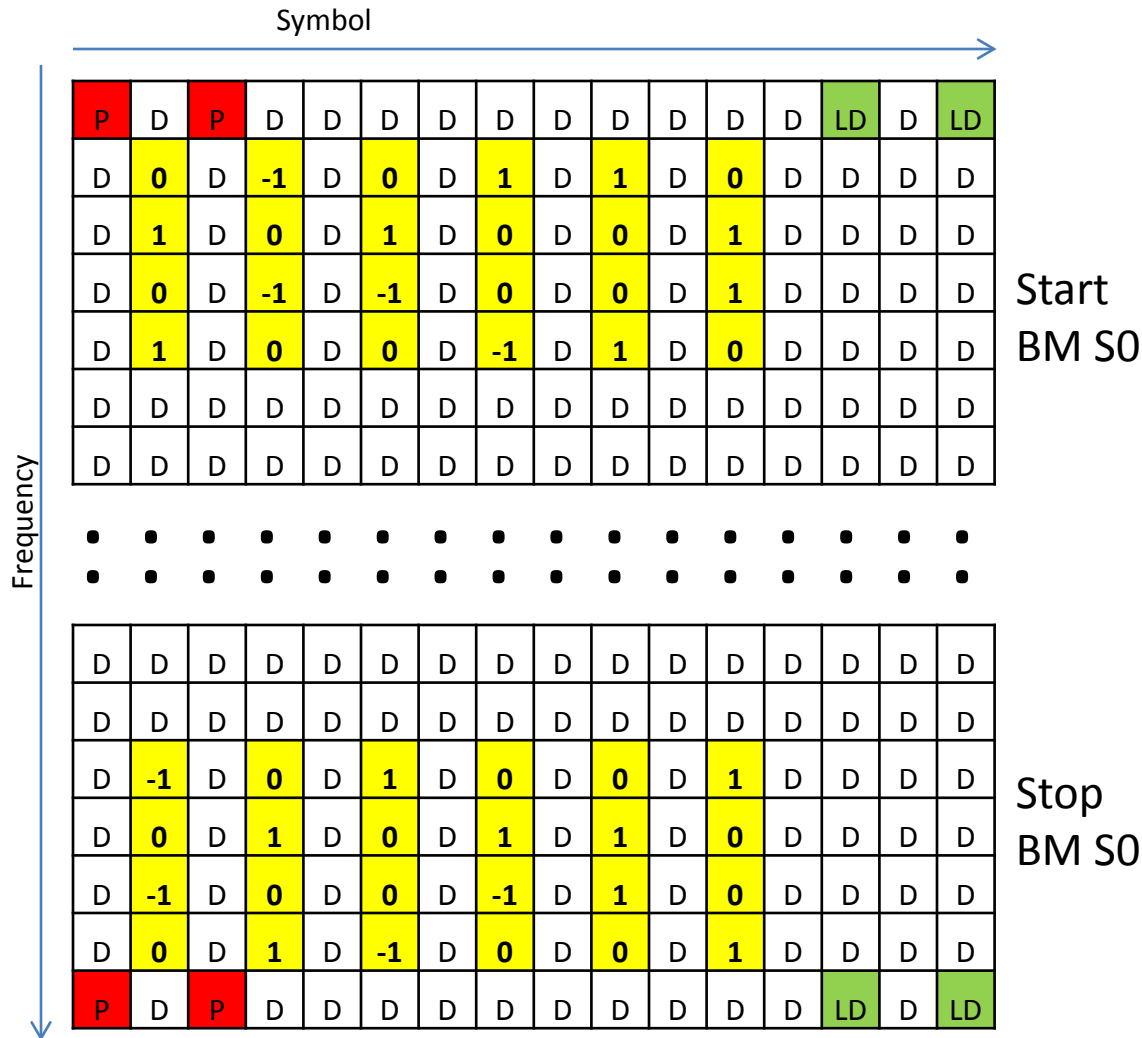 Symbol
P D P D D D D D D D D D D LD D LD
D 0 D -1 D 0 D 1 D 1 D 0 D D D D
D 1 D 0 D 1 D 0 D 0 D 1 D D D D
D 0 D -1 D -1 D 0 D 0 D 1 D D D D
D 1 D 0 D 0 D -1 D 1 D 0 D D D D
D D D D D D D D D D D D D D D D
D D D D D D D D D D D D D D D D
Start
BM S0
Frequency
D D D D D D D D D D D D D D D D
D D D D D D D D D D D D D D D D
D -1 D 0 D 1 D 0 D 0 D 1 D D D D
D 0 D 1 D 0 D 1 D 1 D 0 D D D D
D -1 D 0 D 0 D -1 D 1 D 0 D D D D
D 0 D 1 D -1 D 0 D 0 D 1 D D D D
P D P D D D D D D D D D D LD D LD
Stop
BM S0